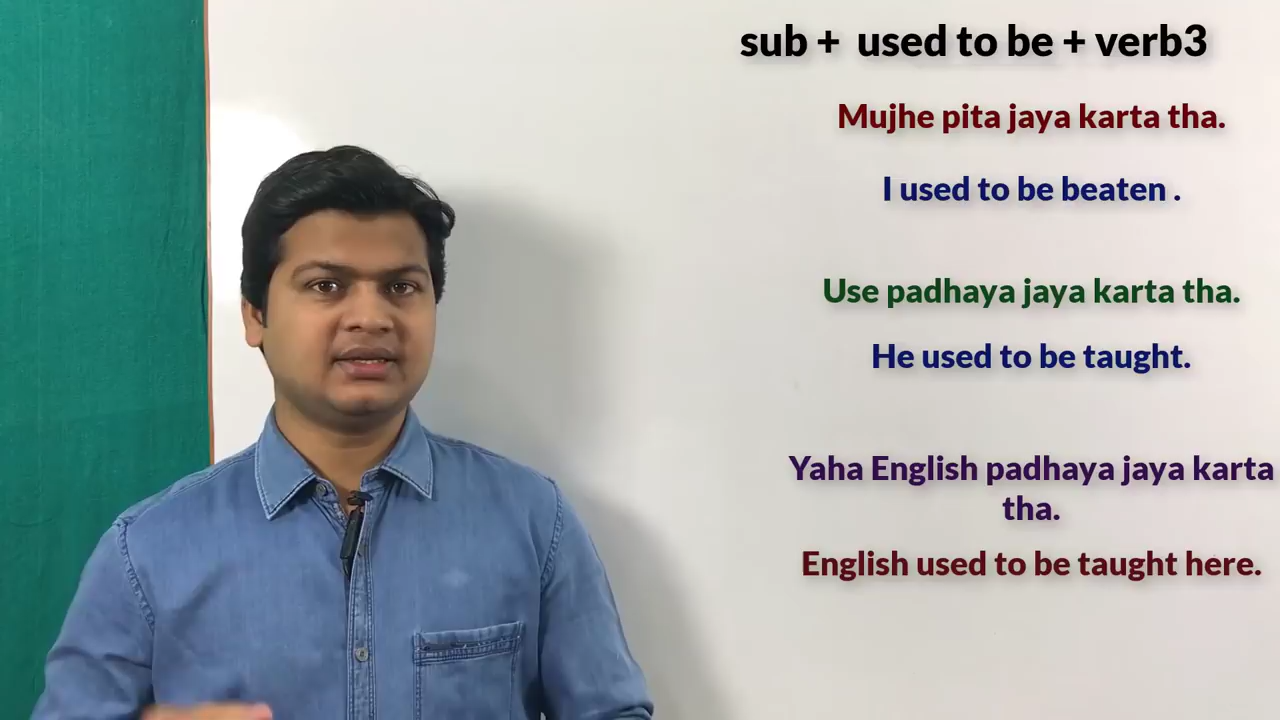 sub + used to be + verb3
Mujhe pita jaya karta tha.
I used to be beaten .
Use padhaya jaya karta tha.
He used to be taught.
Yaha English padhaya jaya karta
tha.
English used to be taught here.